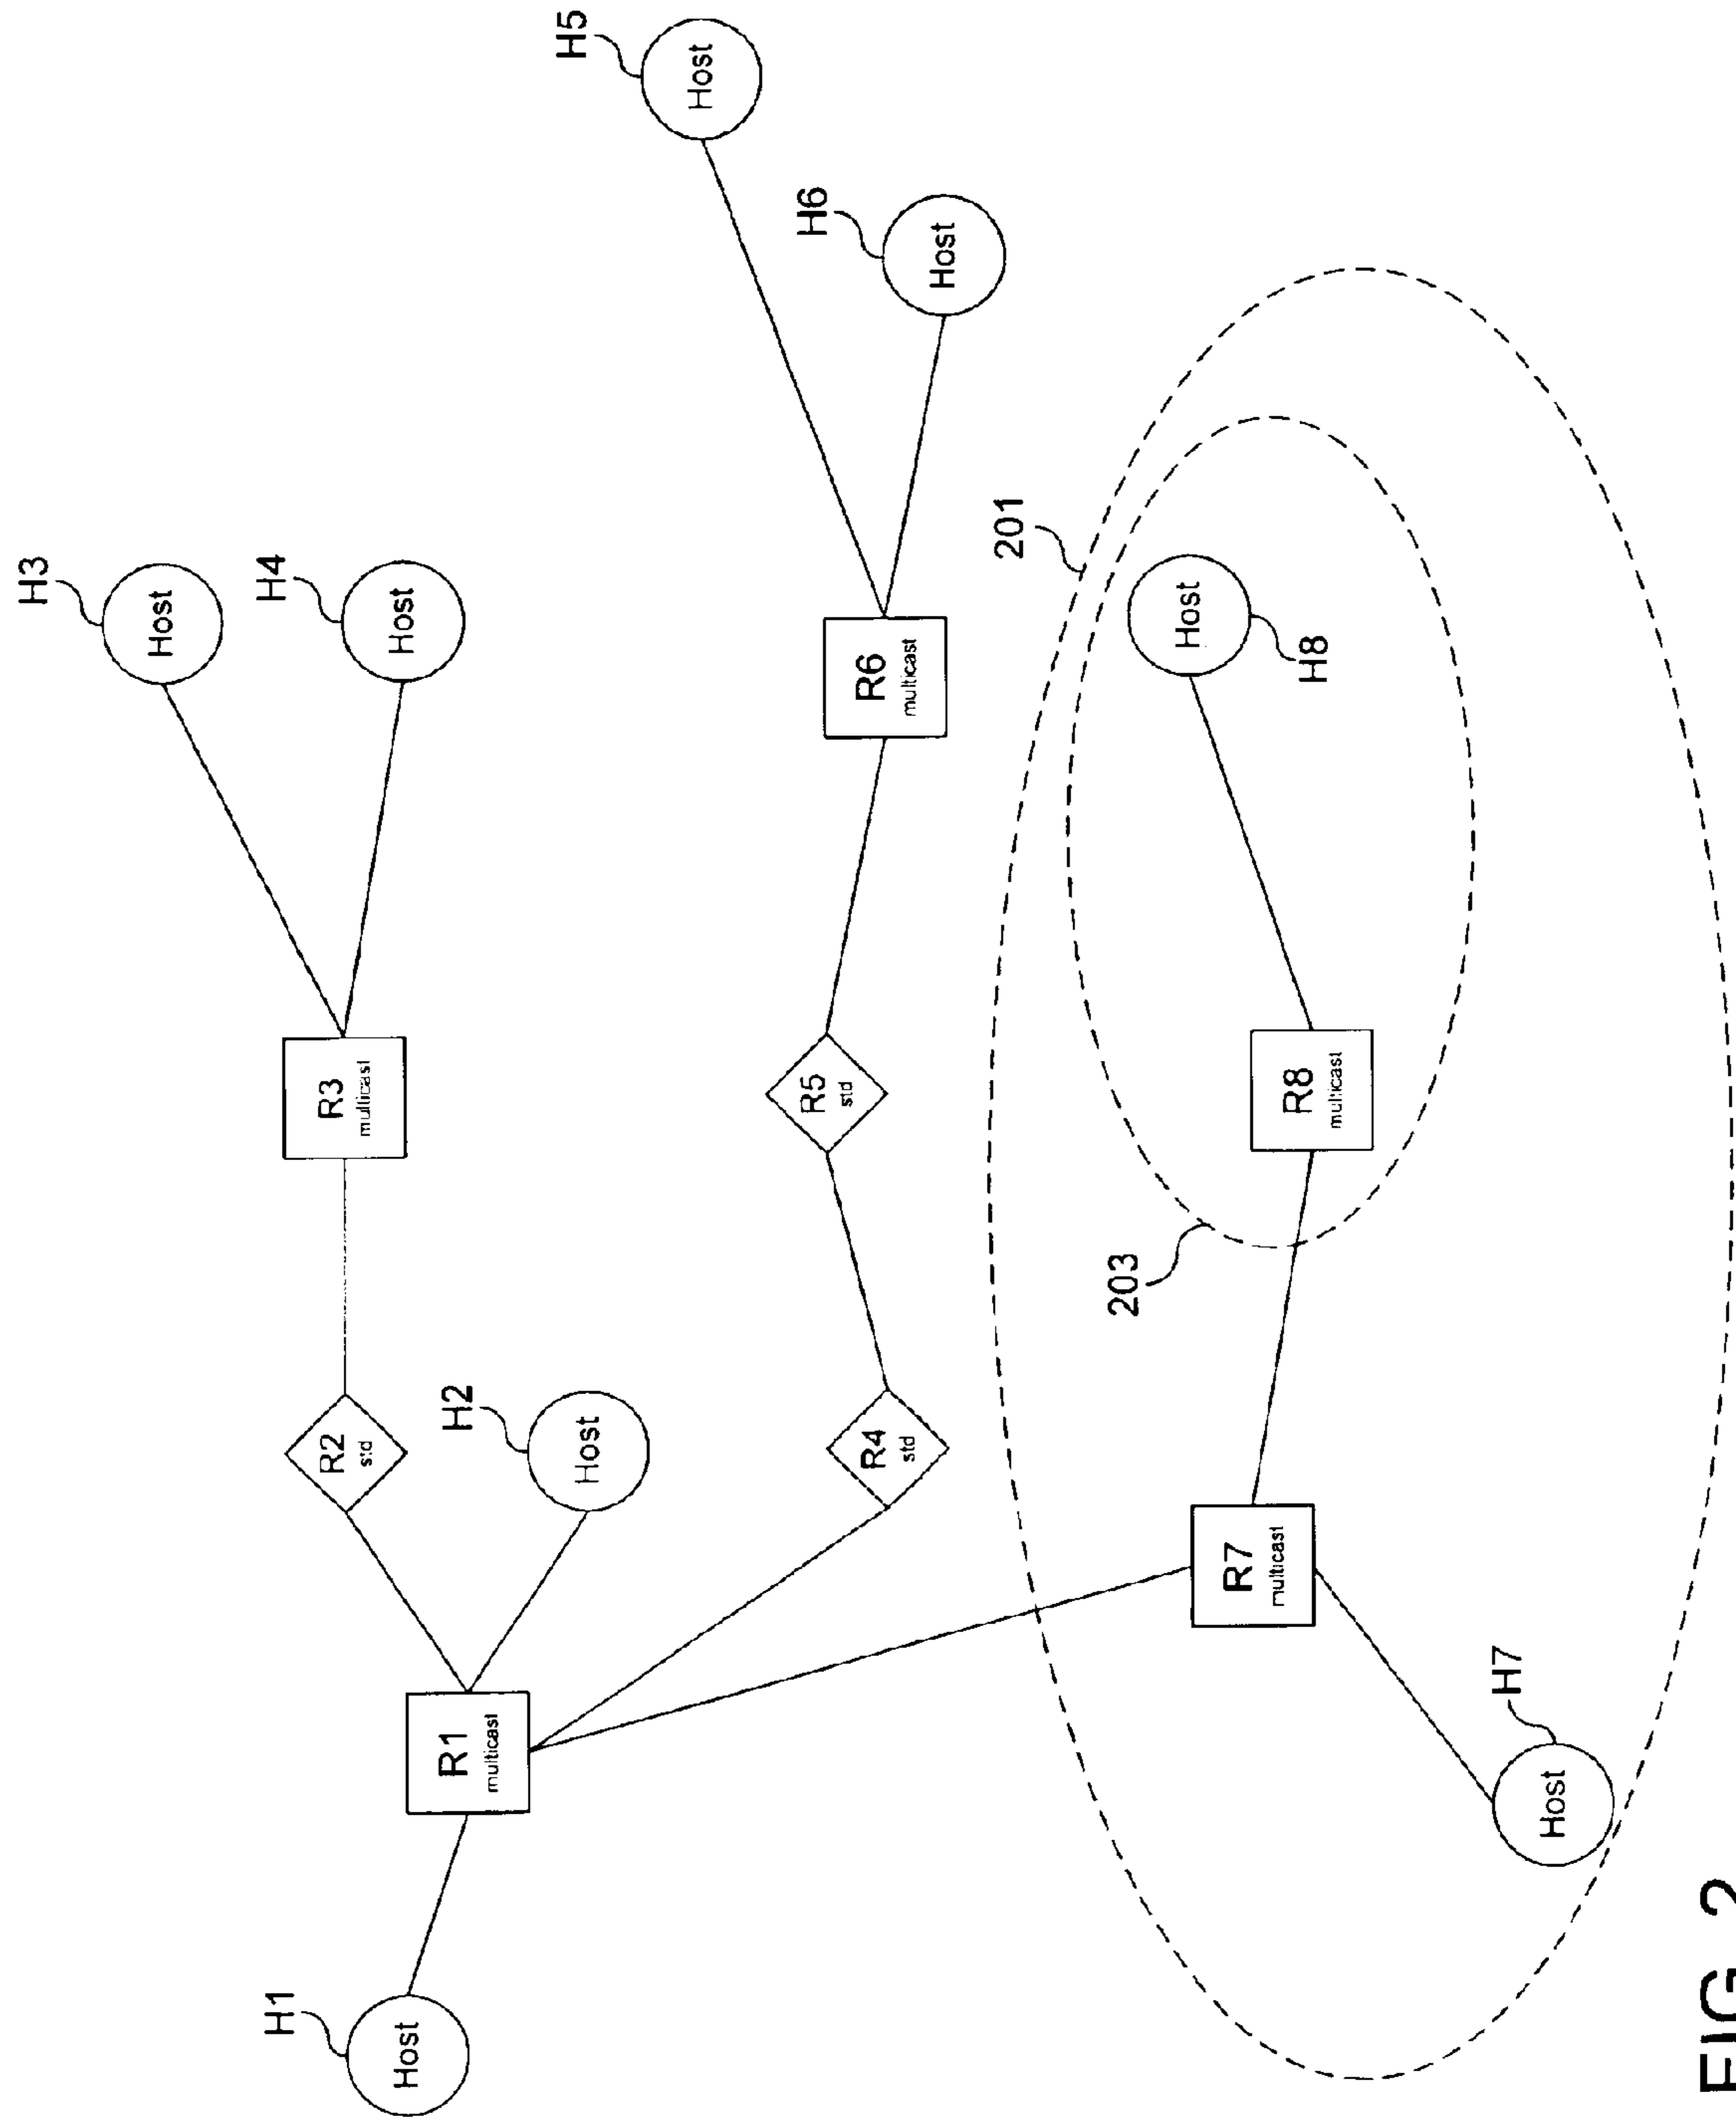 H1
Host
R1
multicast
R2
std
H2
Host
R3
multicast
H3
Host
H4
Host
R4
std
R5
std
R6
multicast
H5
Host
H6
Host
201
203
R7
multicast
H7
Host
R8
multicast
Host
H8
FIG. 2